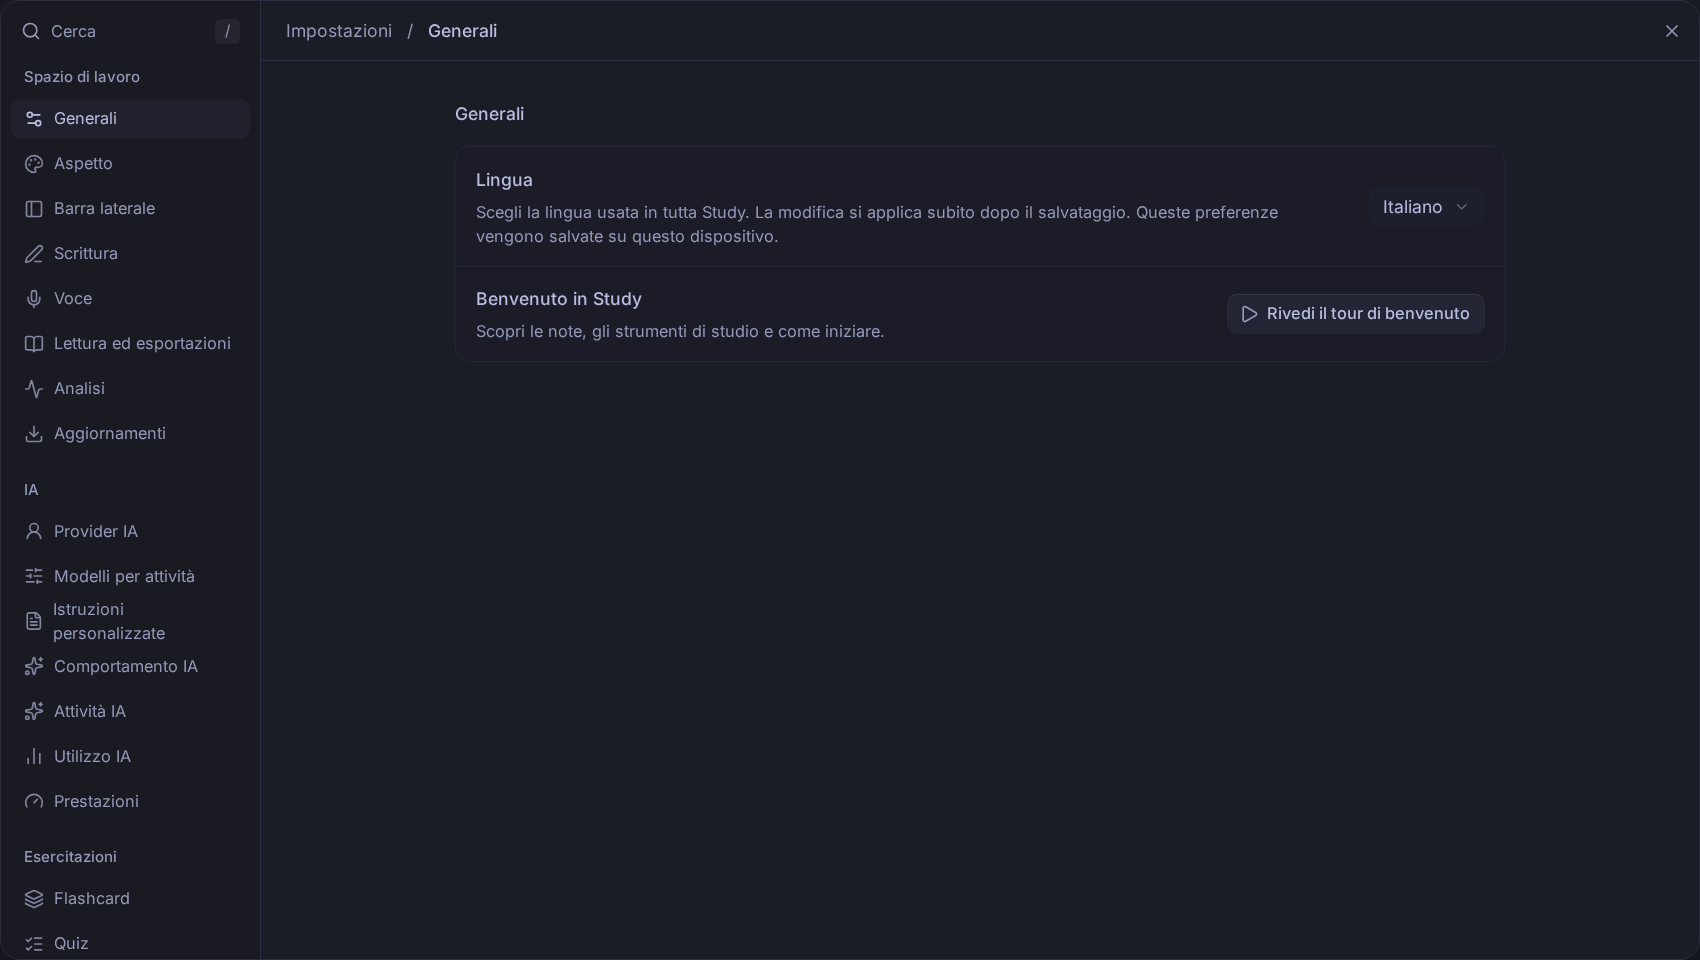 Cerca
/
Spazio di lavoro
Generali
Aspetto
Barra laterale
Scrittura
Voce
Lettura ed esportazioni
Analisi
Aggiornamenti
IA
Provider IA
Modelli per attività
Istruzioni
personalizzate
Comportamento IA
Attività IA
Utilizzo IA
Prestazioni
Esercitazioni
Flashcard
Quiz
Impostazioni / Generali
Generali
Lingua
Scegli la lingua usata in tutta Study. La modifica si applica subito dopo il salvataggio. Queste preferenze
vengono salvate su questo dispositivo.
Italiano
Benvenuto in Study
Scopri le note, gli strumenti di studio e come iniziare.
Rivedi il tour di benvenuto